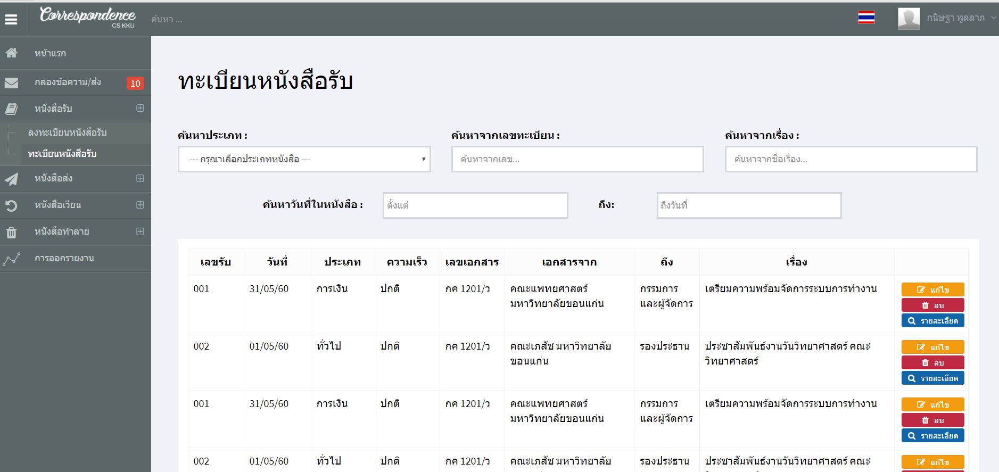 Correspondence
CS KKU
ค้นหา ...
กนิษฐา พูลลาภ
หน้าแรก
กล่องข้อความ/ส่ง 10
หนังสือรับ
ลงทะเบียนหนังสือรับ
ทะเบียนหนังสือรับ
หนังสือส่ง
หนังสือเวียน
หนังสือทำลาย
การออกรายงาน
ทะเบียนหนังสือรับ
ค้นหาประเภท : ค้นหาจากเลขทะเบียน : ค้นหาจากเรื่อง :
--- กรุณาเลือกประเภทหนังสือ --- ค้นหาจากเลข... ค้นหาจากชื่อเรื่อง...
ค้นหาวันที่ในหนังสือ : ตั้งแต่ ถึง: ถึงวันที่
เลขรับ วันที่ ประเภท ความเร็ว เลขเอกสาร เอกสารจาก ถึง เรื่อง
001 31/05/60 การเงิน ปกติ กค 1201/ว คณะแพทยศาสตร์ กรรมการ เตรียมความพร้อมจัดการระบบการทำงาน แก้ไข
มหาวิทยาลัยขอนแก่น และผู้จัดการ ลบ
รายละเอียด
002 01/05/60 ทั่วไป ปกติ กค 1201/ว คณะเภสัช มหาวิทยาลัย รองประธาน ประชาสัมพันธ์งานวันวิทยาศาสตร์ คณะ แก้ไข
ขอนแก่น วิทยาศาสตร์ ลบ
รายละเอียด
001 31/05/60 การเงิน ปกติ กค 1201/ว คณะแพทยศาสตร์ กรรมการ เตรียมความพร้อมจัดการระบบการทำงาน แก้ไข
มหาวิทยาลัยขอนแก่น และผู้จัดการ ลบ
รายละเอียด
002 01/05/60 ทั่วไป ปกติ กค 1201/ว คณะเภสัช มหาวิทยาลัย รองประธาน ประชาสัมพันธ์งานวันวิทยาศาสตร์ คณะ แก้ไข